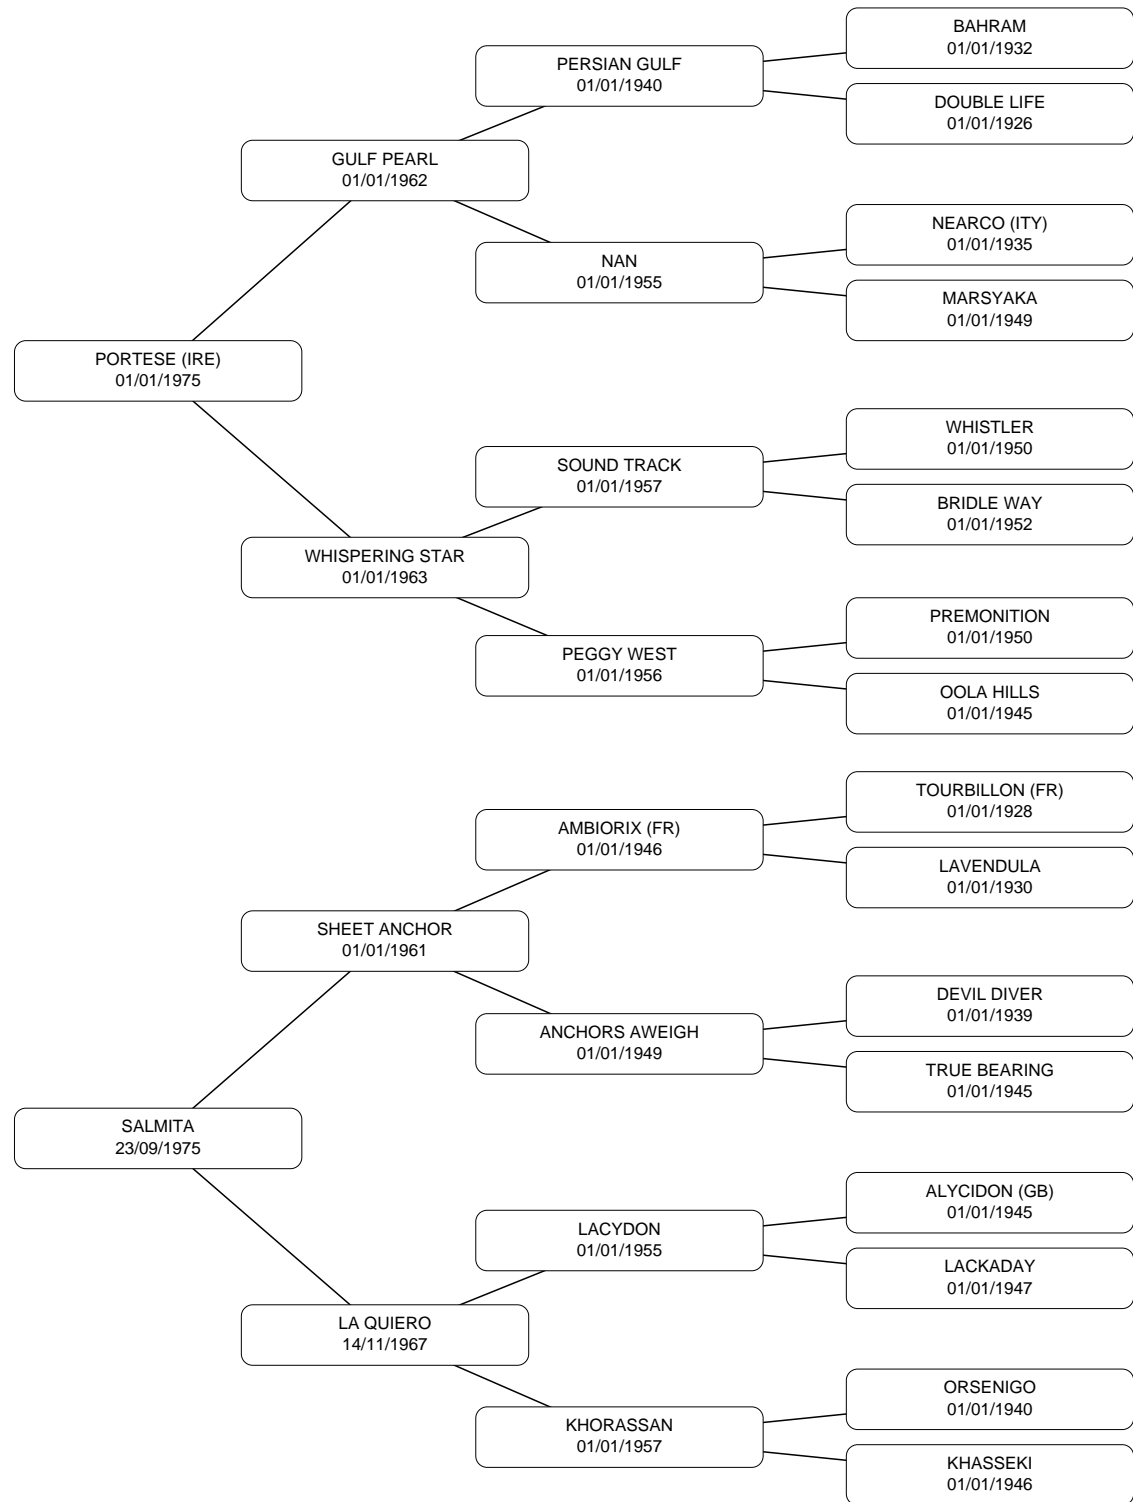 BAHRAM
01/01/1932
PERSIAN GULF
01/01/1940
DOUBLE LIFE
01/01/1926
GULF PEARL
01/01/1962
NEARCO (ITY)
01/01/1935
NAN
01/01/1955
MARSYAKA
01/01/1949
PORTESE (IRE)
01/01/1975
WHISTLER
01/01/1950
SOUND TRACK
01/01/1957
BRIDLE WAY
01/01/1952
WHISPERING STAR
01/01/1963
PREMONITION
01/01/1950
PEGGY WEST
01/01/1956
OOLA HILLS
01/01/1945
TOURBILLON (FR)
01/01/1928
AMBIORIX (FR)
01/01/1946
LAVENDULA
01/01/1930
SHEET ANCHOR
01/01/1961
DEVIL DIVER
01/01/1939
ANCHORS AWEIGH
01/01/1949
TRUE BEARING
01/01/1945
SALMITA
23/09/1975
ALYCIDON (GB)
01/01/1945
LACYDON
01/01/1955
LACKADAY
01/01/1947
LA QUIERO
14/11/1967
ORSENIGO
01/01/1940
KHORASSAN
01/01/1957
KHASSEKI
01/01/1946